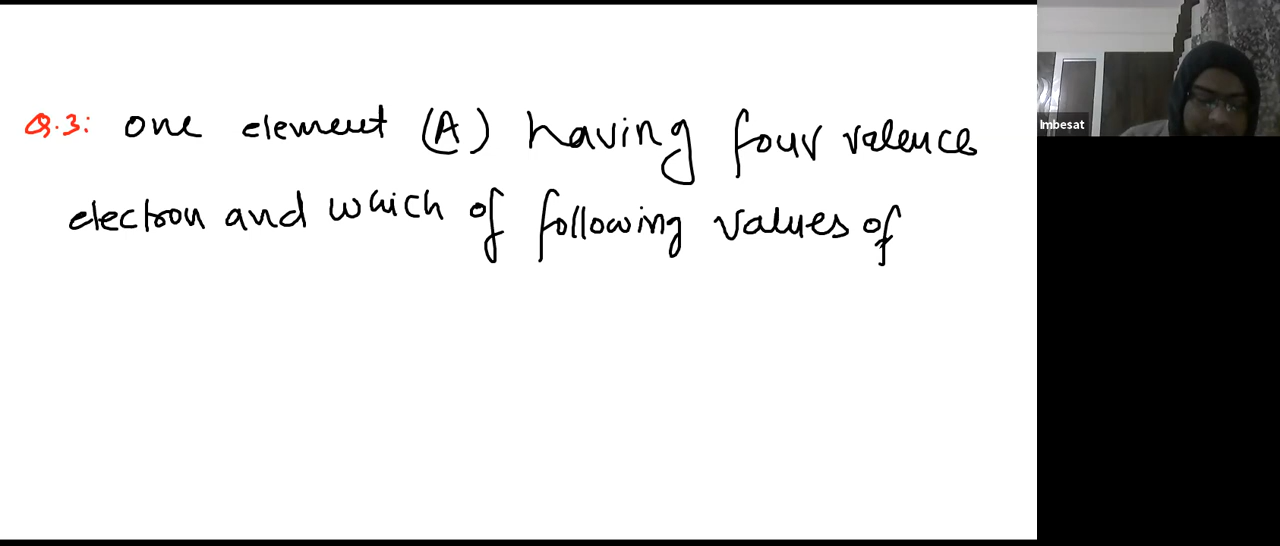 Q.3: one element (A) having four valence
electron and which of following values of
Imbesat